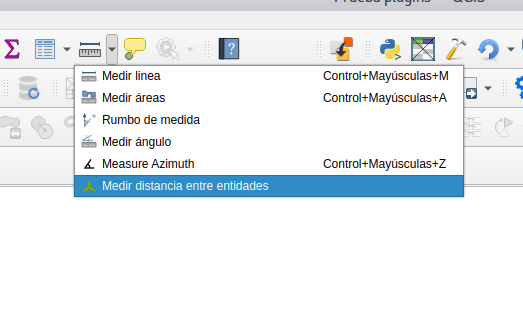 Prueba plugins — QGIS
Medir linea Control+Mayúsculas+M
Medir áreas Control+Mayúsculas+A
Rumbo de medida
Medir ángulo
Measure Azimuth Control+Mayúsculas+Z
Medir distancia entre entidades